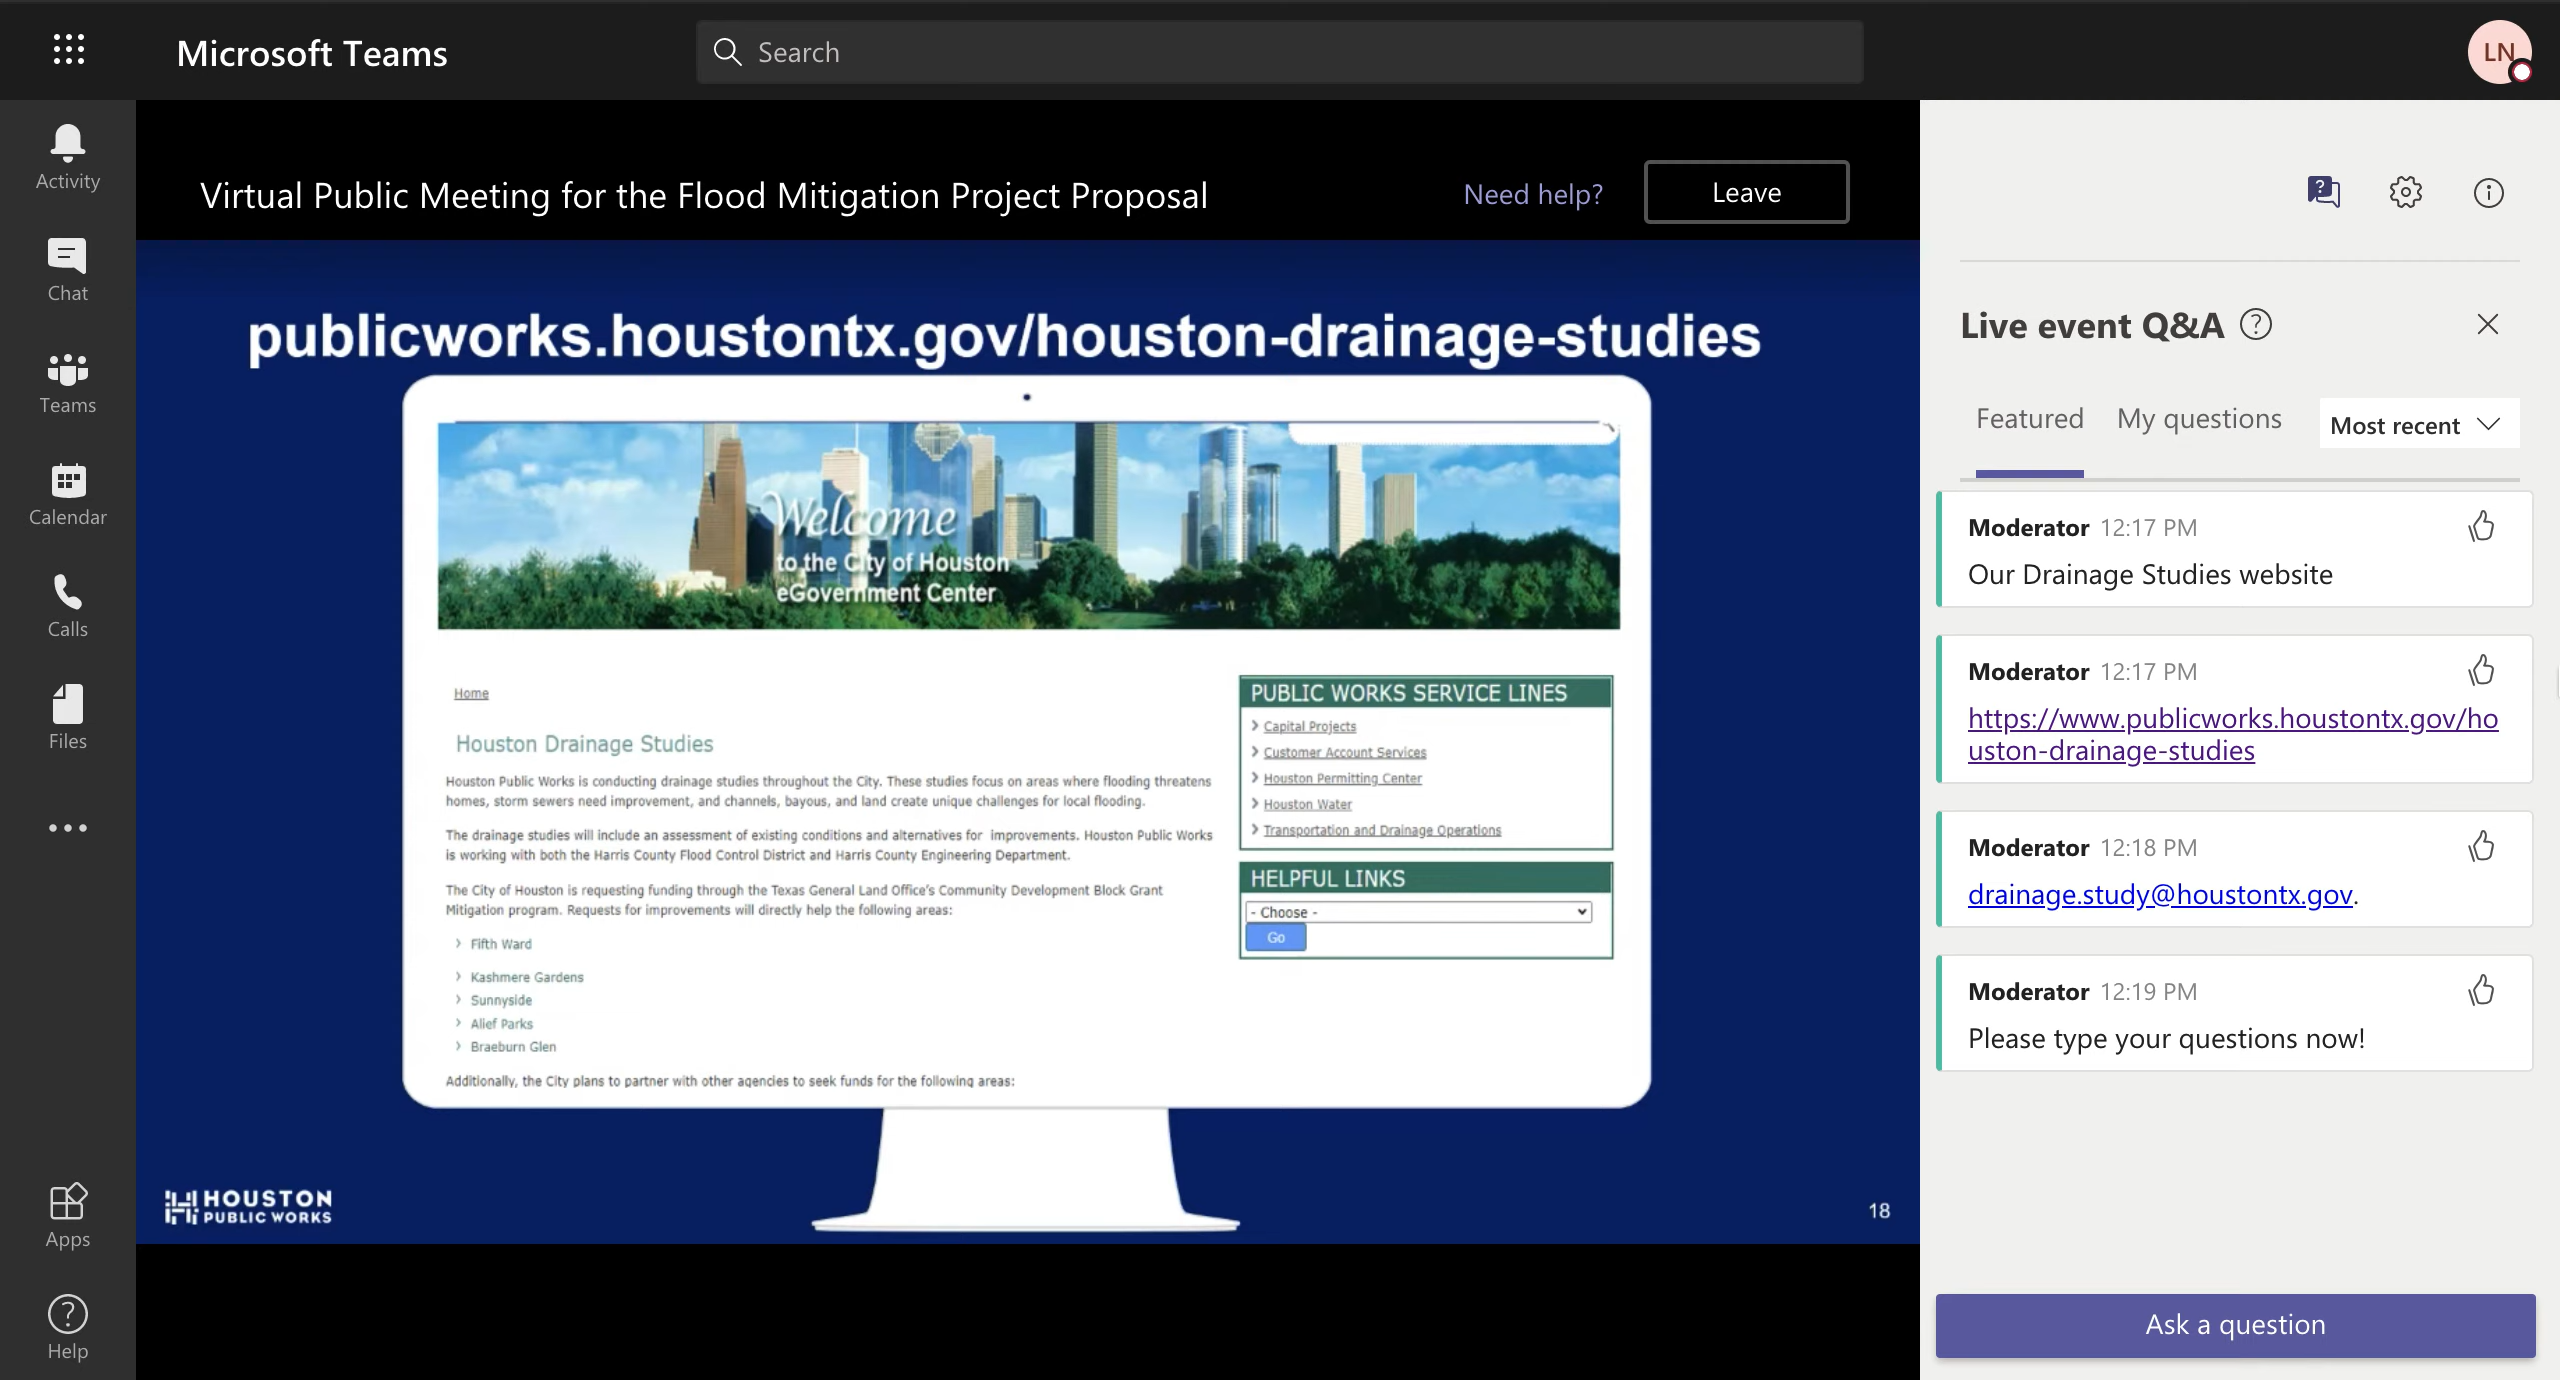 Microsoft Teams
Search
LN
Activity
Chat
Teams
Calendar
Calls
Files
Apps
Help
Virtual Public Meeting for the Flood Mitigation Project Proposal
Need help?
Leave
publicworks.houstontx.gov/houston-drainage-studies
Welcome
to the City of Houston
eGovernment Center
Home
Houston Drainage Studies
Houston Public Works is conducting drainage studies throughout the City. These studies focus on areas where flooding threatens
homes, storm sewers need improvement, and channels, bayous, and land create unique challenges for local flooding.
The drainage studies will include an assessment of existing conditions and alternatives for improvements. Houston Public Works
is working with both the Harris County Flood Control District and Harris County Engineering Department.
The City of Houston is requesting funding through the Texas General Land Office's Community Development Block Grant
Mitigation program. Requests for improvements will directly help the following areas:
Fifth Ward
Kashmere Gardens
Sunnyside
Alief Parks
Braeburn Glen
Additionally, the City plans to partner with other agencies to seek funds for the following areas:
PUBLIC WORKS SERVICE LINES
Capital Projects
Customer Account Services
Houston Permitting Center
Houston Water
Transportation and Drainage Operations
HELPFUL LINKS
- Choose -
Go
HOUSTON
PUBLIC WORKS
18
Live event Q&A
Featured
My questions
Most recent
Moderator 12:17 PM
Our Drainage Studies website
Moderator 12:17 PM
https://www.publicworks.houstontx.gov/ho
uston-drainage-studies
Moderator 12:18 PM
drainage.study@houstontx.gov.
Moderator 12:19 PM
Please type your questions now!
Ask a question